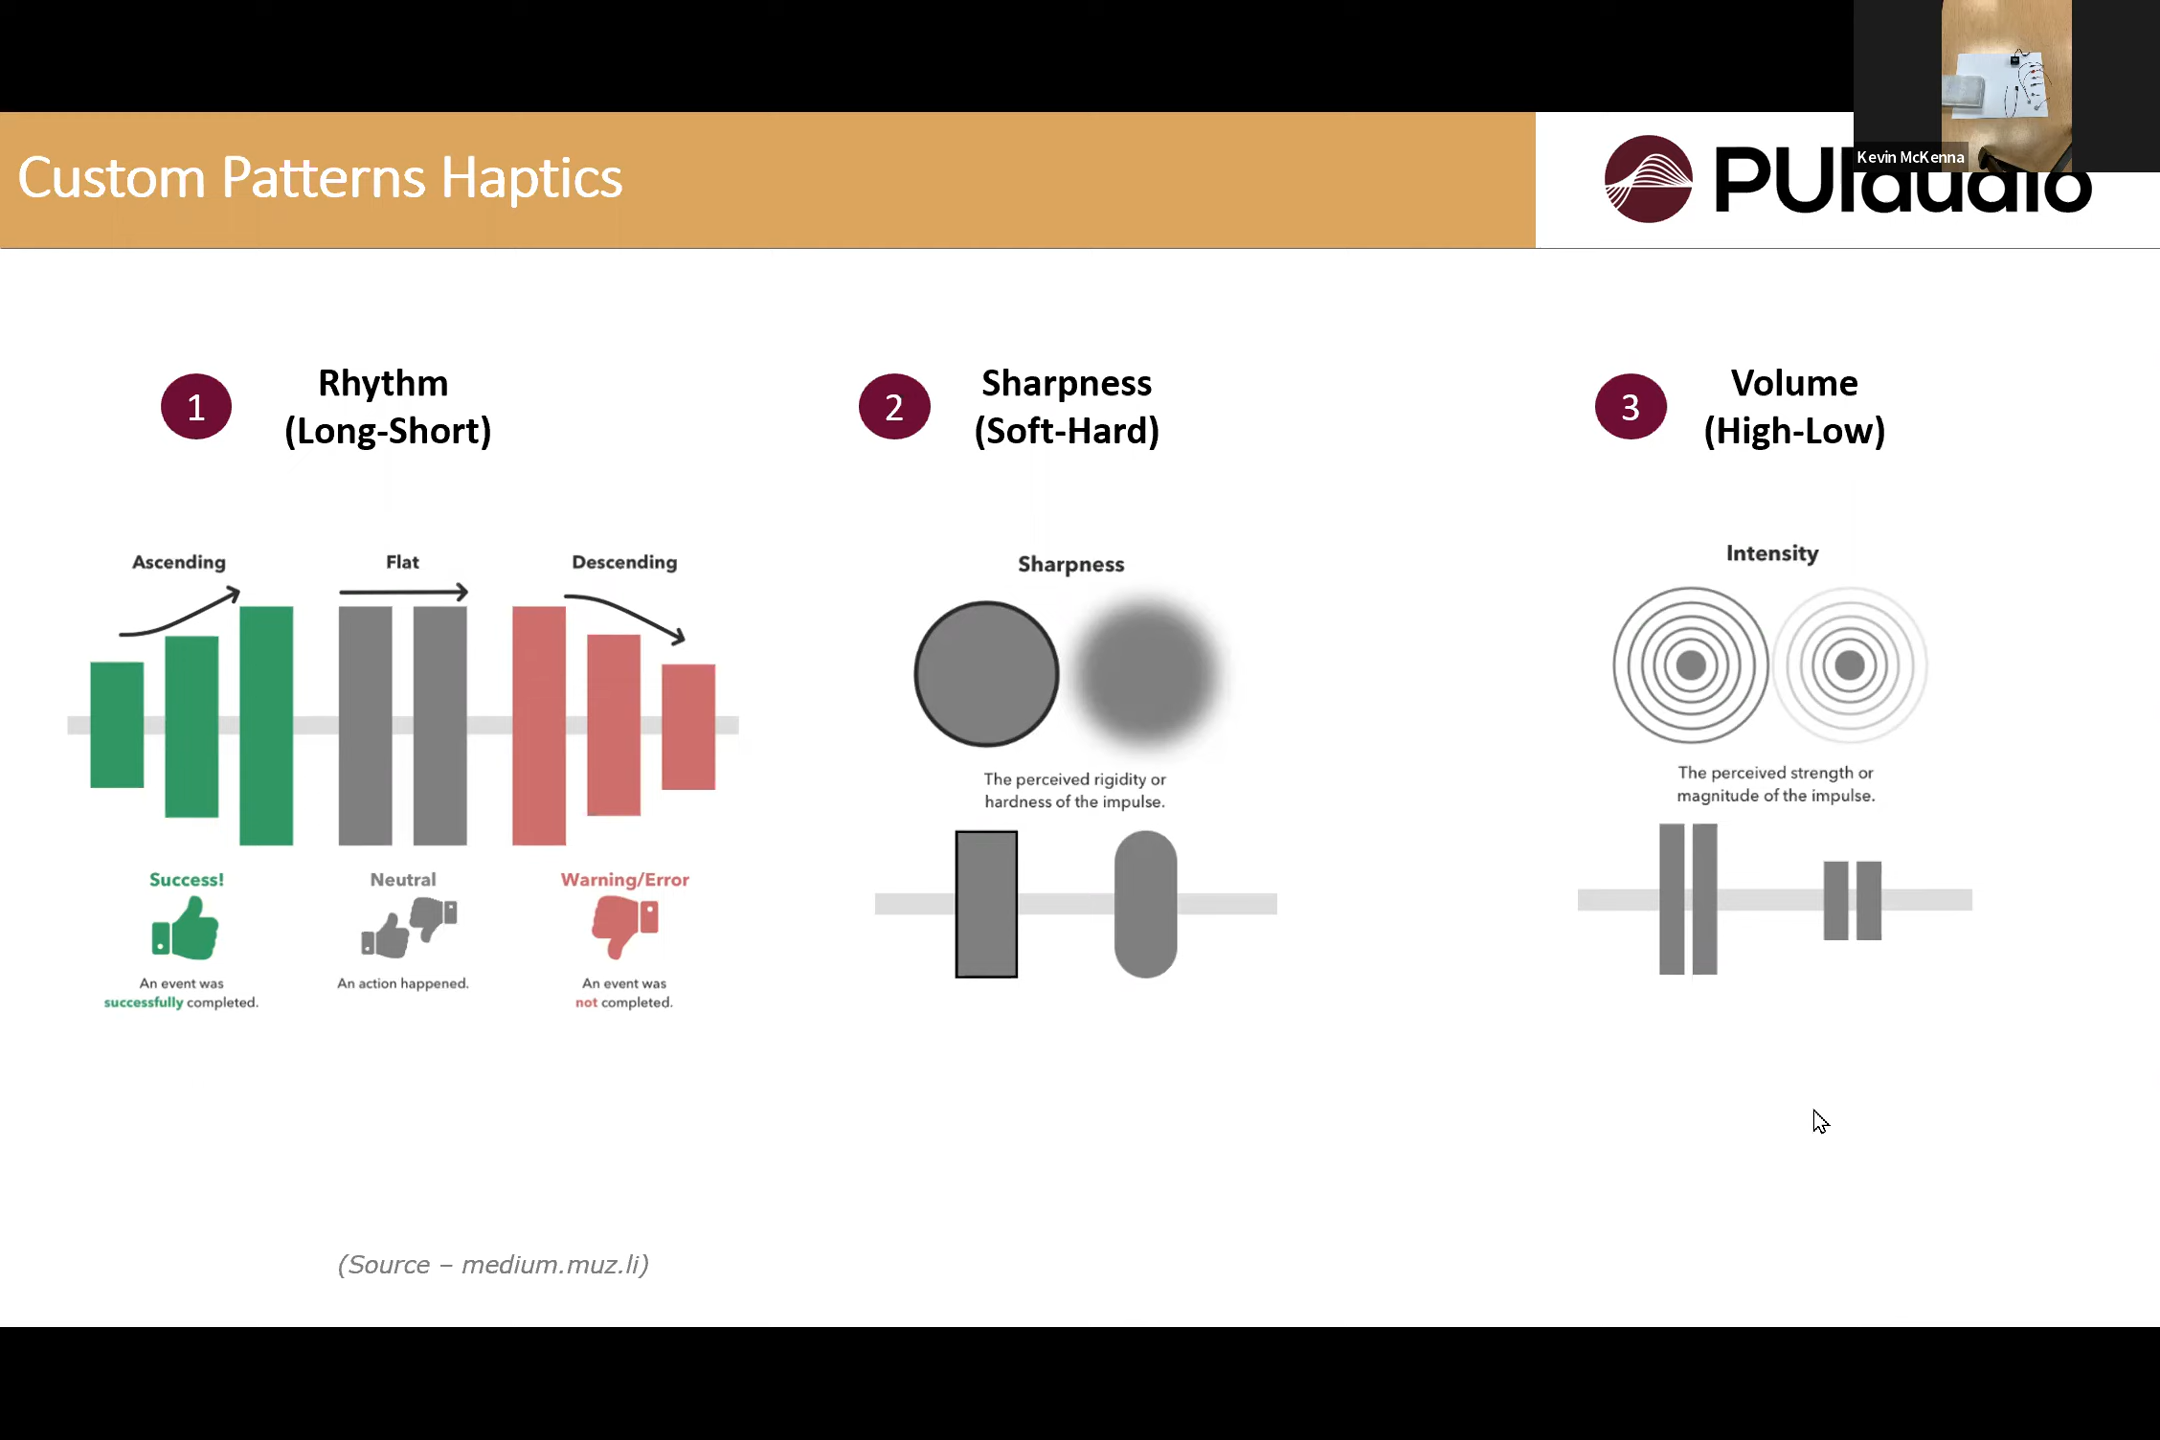 Kevin McKenna
Custom Patterns Haptics
PUIaudio
1
Rhythm
(Long-Short)
2
Sharpness
(Soft-Hard)
3
Volume
(High-Low)
Ascending
Flat
Descending
Success!
Neutral
Warning/Error
An event was
successfully completed.
An action happened.
An event was
not completed.
Sharpness
The perceived rigidity or
hardness of the impulse.
Intensity
The perceived strength or
magnitude of the impulse.
(Source – medium.muz.li)